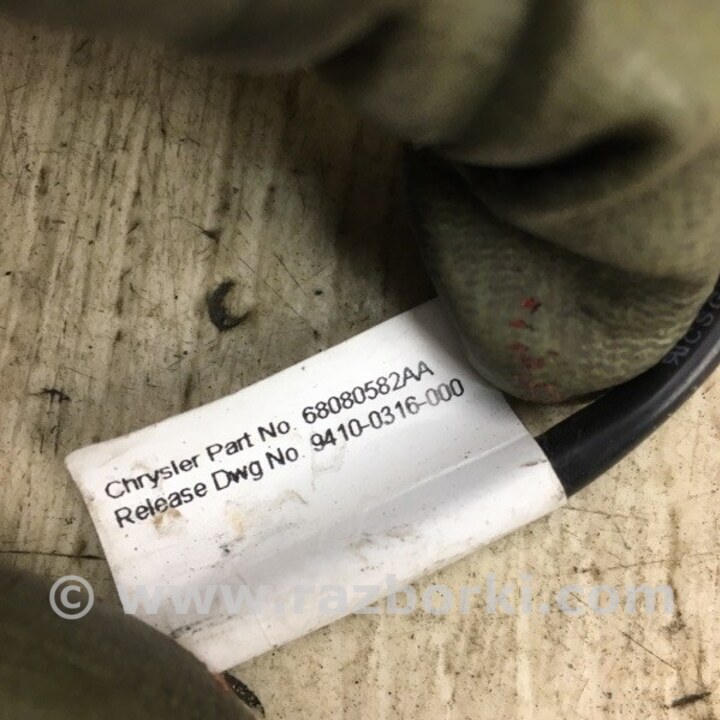 Chrysler Part No. 68080582AA
Release Dwg No. 9410-0316-000
© www.razborki.com